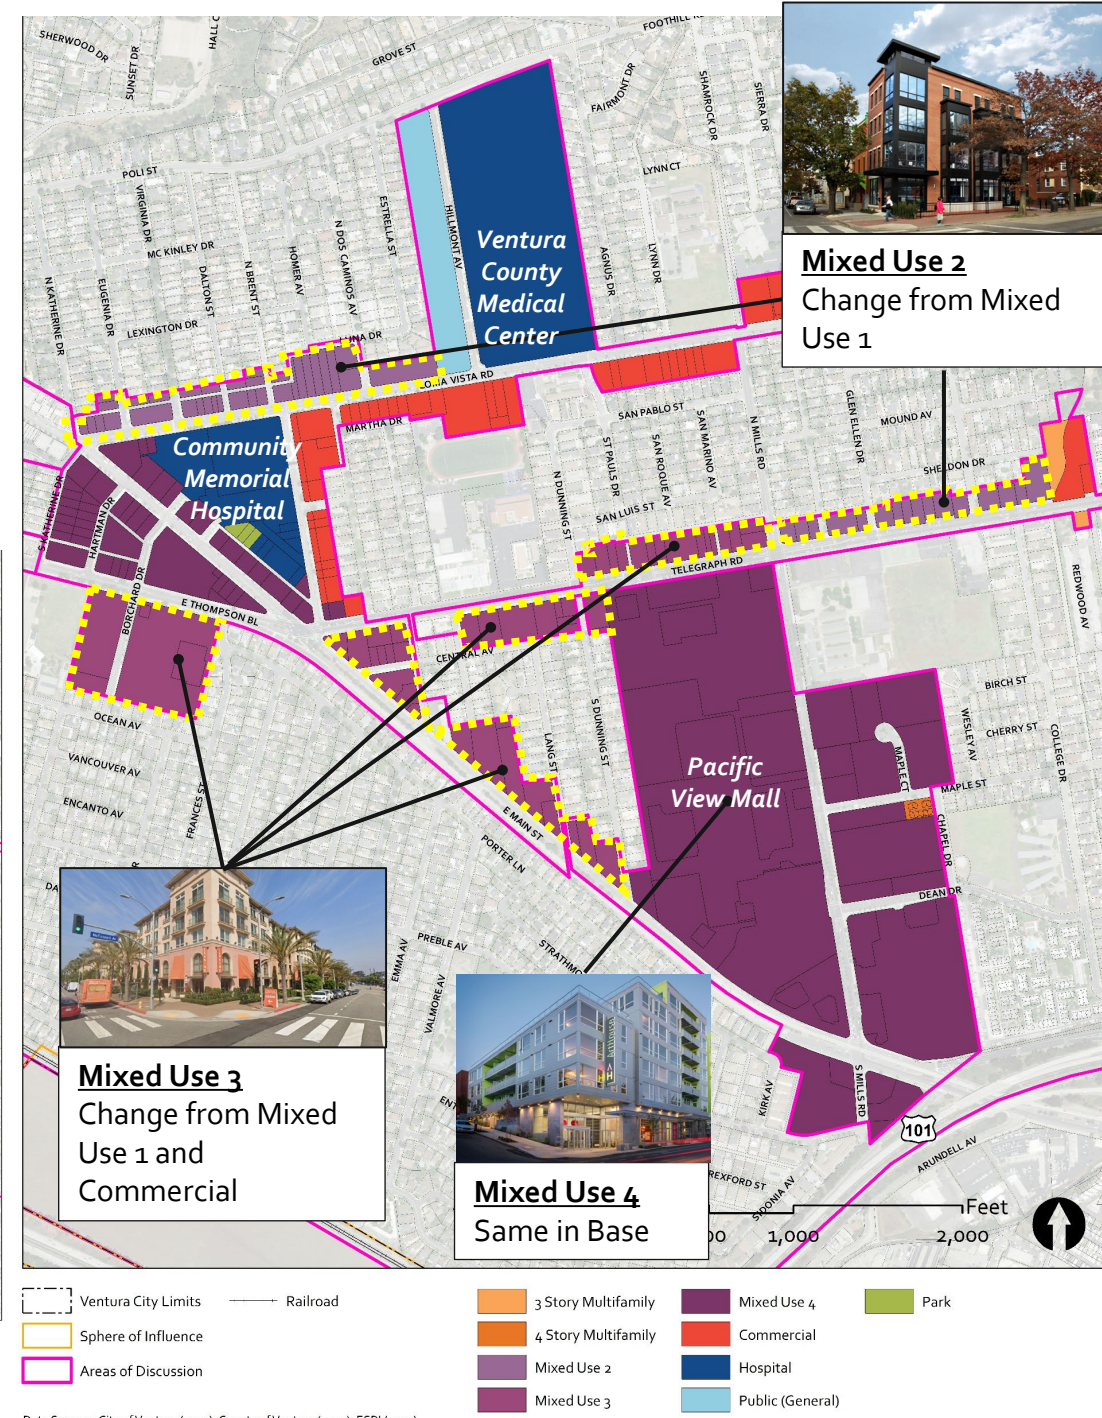 SHERWOOD DR
SUNSET DR
GROVE ST
FAIRMONT DR
SHAMROCK DR
SIERRA DR
LYNN CT
POLI ST
VIRGINIA DR
MC KINLEY DR
DALTON ST
N BRENT ST
HOMER AV
N DOS CAMINOS AV
ESTRELLA ST
HILLMONT AV
AGNUS DR
LYNN DR
N KATHERINE DR
EUGENIA DR
LEXINGTON DR
Ventura
County
Medical
Center
Mixed Use 2
Change from Mixed
Use 1
VISTA RD
MARTHA DR
SAN PABLO ST
ST PAULS DR
SAN ROQUE AV
SAN MARINO AV
N MILLS RD
GLEN ELLEN DR
MOUND AV
Community
Memorial
Hospital
S KATHERINE DR
HARTMAN DR
N DUNNING ST
SAN LUIS ST
TELEGRAPH RD
REDWOOD AV
BORCHARD DR
E THOMPSON BL
CENTRAL AV
OCEAN AV
VANCOUVER AV
ENCANTO AV
FRANCES ST
LANG ST
S DUNNING ST
E MAIN ST
PORTER LN
Pacific
View Mall
BIRCH ST
CHERRY ST
WESLEY AV
COLLEGE DR
MAPLE CT
MAPLE ST
CHAPEL DR
DEAN DR
PREBLE AV
EMMA AV
VALMORE AV
Mixed Use 3
Change from Mixed
Use 1 and
Commercial
Mixed Use 4
Same in Base
KIRK AV
S MILLS RD
101
ARUNDELL AV
REXFORD ST
SIDONIA AV
Feet
1,000
2,000
Ventura City Limits
Railroad
Sphere of Influence
Areas of Discussion
3 Story Multifamily
4 Story Multifamily
Mixed Use 2
Mixed Use 3
Mixed Use 4
Commercial
Hospital
Public (General)
Park